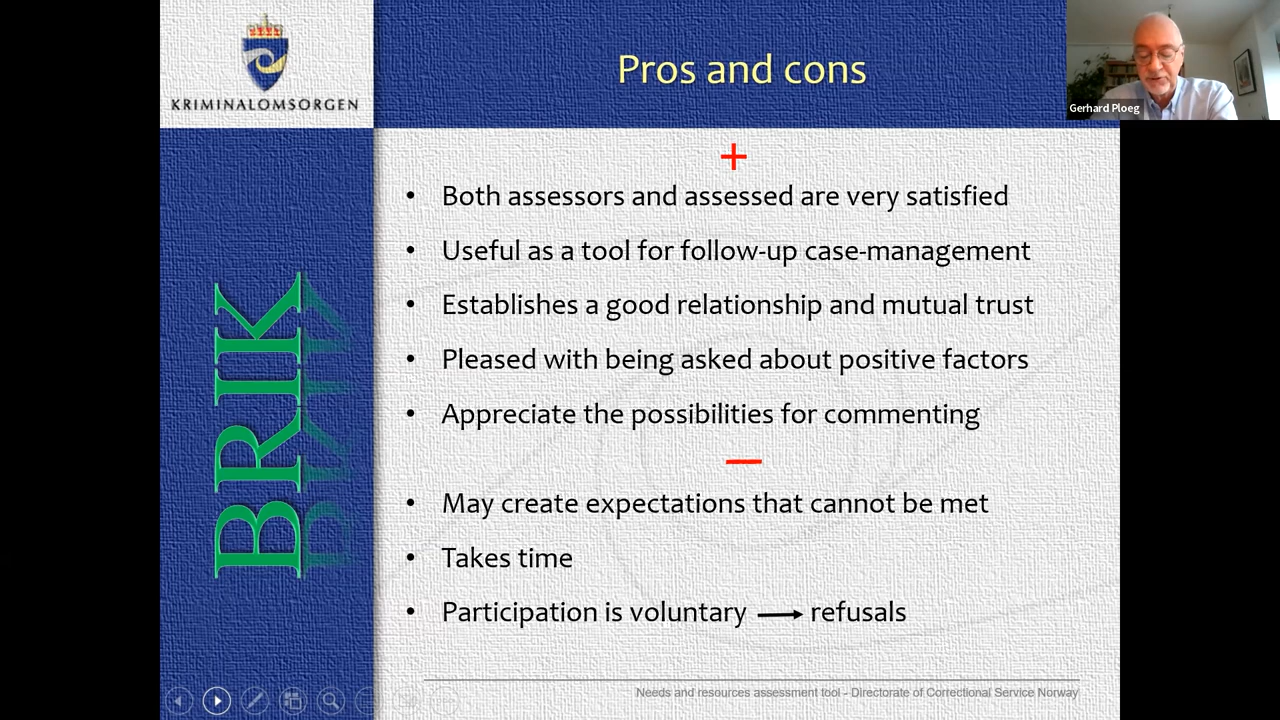 KRIMINALOMSORGEN
Pros and cons
Gerhard Ploeg
BRIK
+
• Both assessors and assessed are very satisfied
• Useful as a tool for follow-up case-management
• Establishes a good relationship and mutual trust
• Pleased with being asked about positive factors
• Appreciate the possibilities for commenting
—
• May create expectations that cannot be met
• Takes time
• Participation is voluntary → refusals
Needs and resources assessment tool - Directorate of Correctional Service Norway